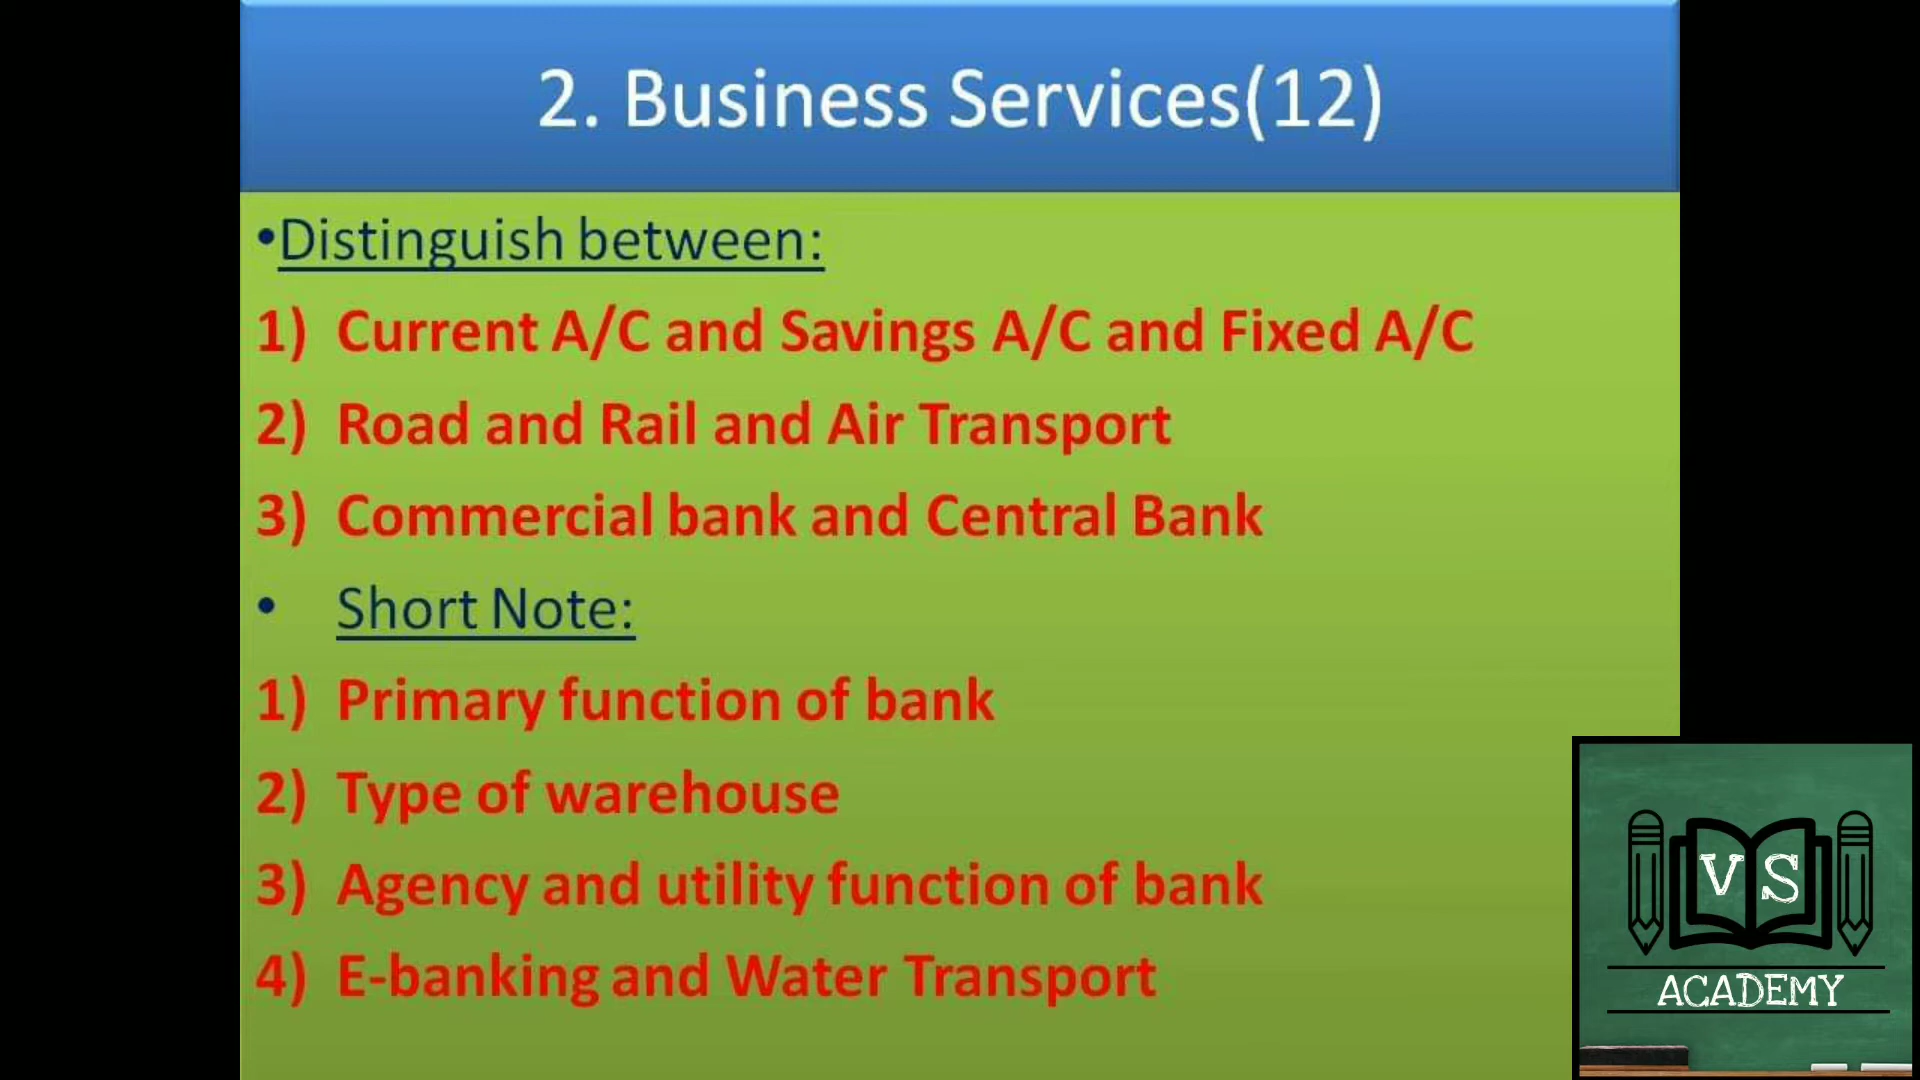 2. Business Services(12)
•Distinguish between:
1) Current A/C and Savings A/C and Fixed A/C
2) Road and Rail and Air Transport
3) Commercial bank and Central Bank
• Short Note:
1) Primary function of bank
2) Type of warehouse
3) Agency and utility function of bank
4) E-banking and Water Transport
VS
ACADEMY